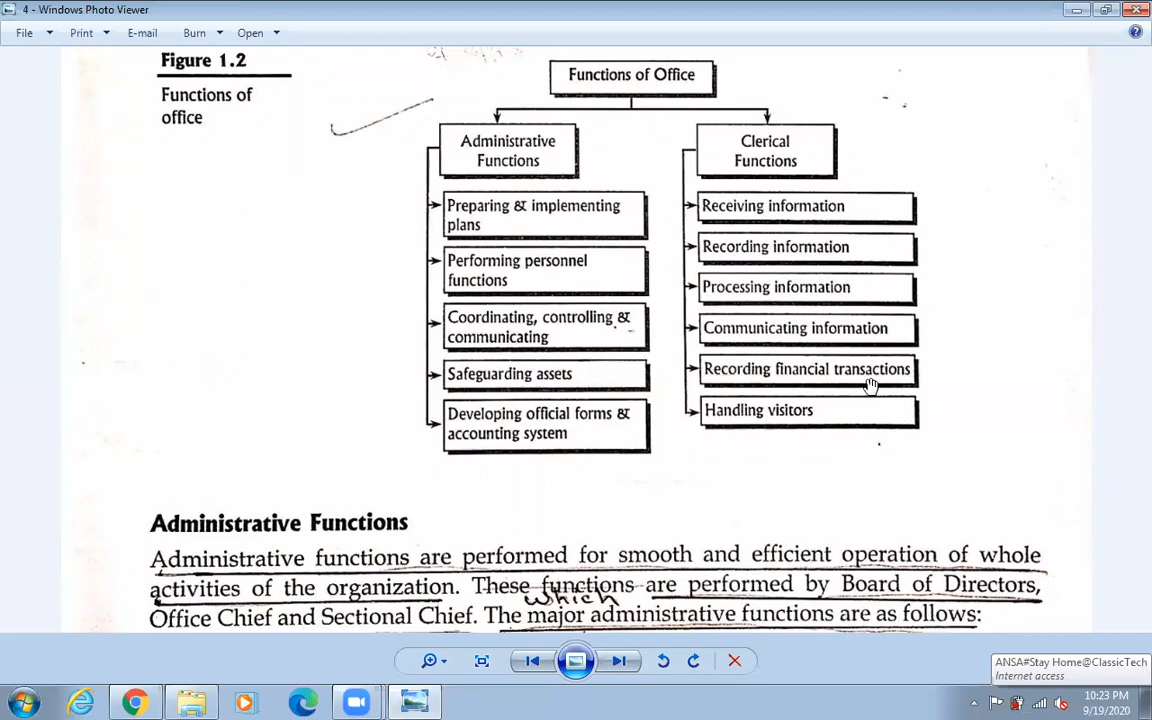 4 - Windows Photo Viewer
File Print E-mail Burn Open
Figure 1.2
Functions of
office
Functions of Office
Administrative
Functions
Preparing & implementing
plans
Performing personnel
functions
Coordinating, controlling &
communicating
Safeguarding assets
Developing official forms &
accounting system
Clerical
Functions
Receiving information
Recording information
Processing information
Communicating information
Recording financial transactions
Handling visitors
Administrative Functions
Administrative functions are performed for smooth and efficient operation of whole
activities of the organization. These functions are performed by Board of Directors,
which
Office Chief and Sectional Chief. The major administrative functions are as follows:
ANSA#Stay Home@ClassicTech
Internet access
10:23 PM
9/19/2020